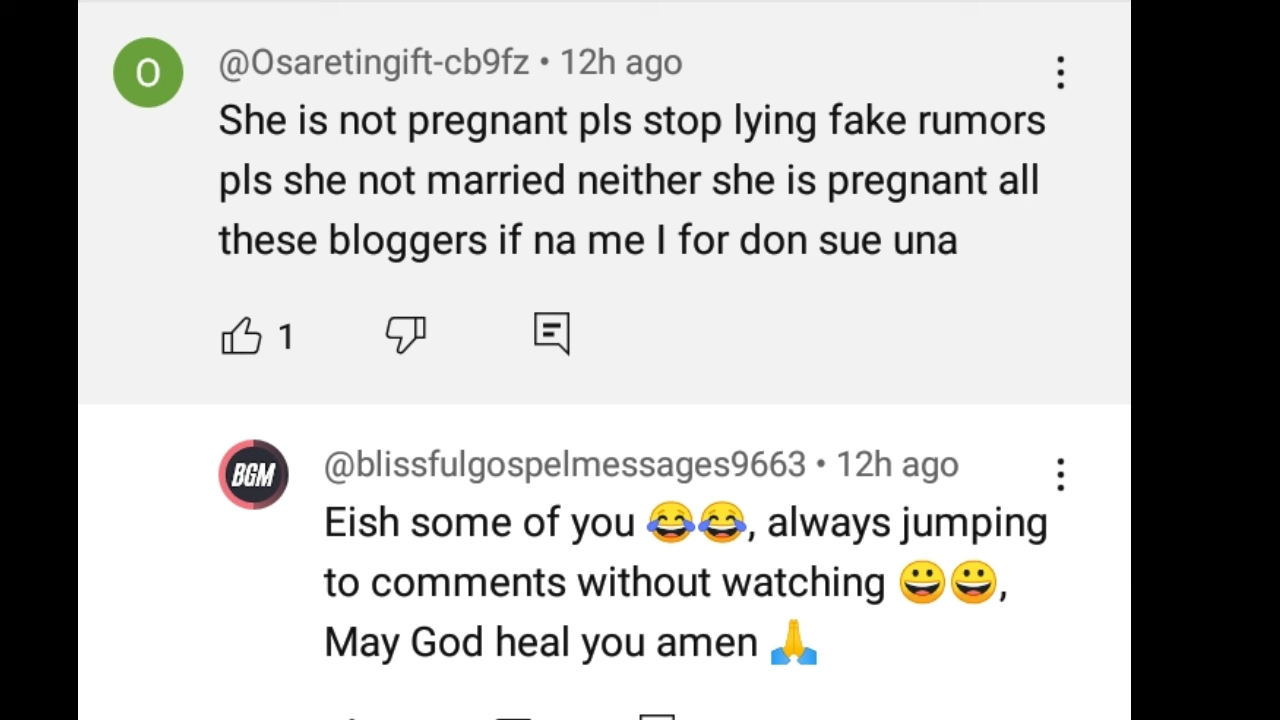 O
@Osaretingift-cb9fz • 12h ago
She is not pregnant pls stop lying fake rumors
pls she not married neither she is pregnant all
these bloggers if na me I for don sue una
1
BGM
@blissfulgospelmessages9663 • 12h ago
Eish some of you 😂😂, always jumping
to comments without watching 😀😀,
May God heal you amen 🙏